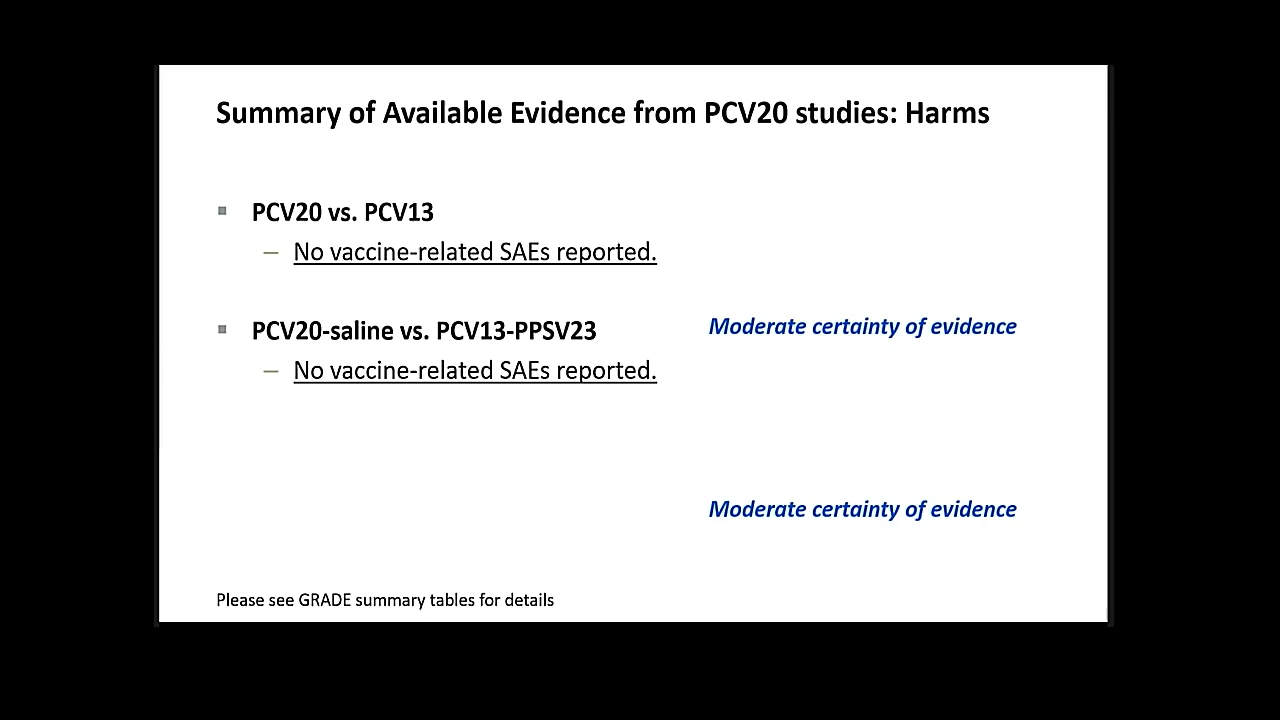 Summary of Available Evidence from PCV20 studies: Harms
PCV20 vs. PCV13
– No vaccine-related SAEs reported.
PCV20-saline vs. PCV13-PPSV23
Moderate certainty of evidence
– No vaccine-related SAEs reported.
Moderate certainty of evidence
Please see GRADE summary tables for details